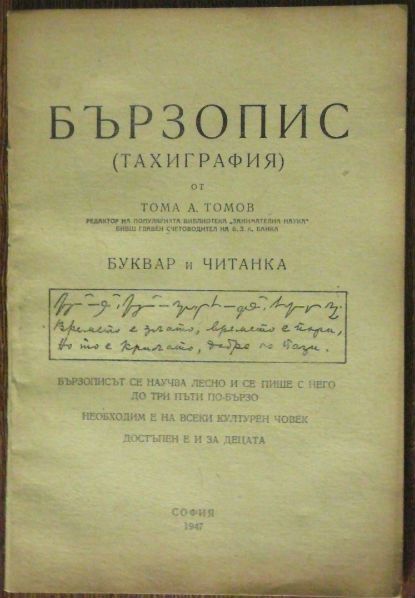 БЪРЗОПИС
(ТАХИГРАФИЯ)
ОТ
ТОМА А. ТОМОВ
РЕДАКТОР НА ПОПУЛЯРНАТА БИБЛИОТЕКА „ЗАНИМАТЕЛНА НАУКА“
БИВШ ГЛАВЕН СЧЕТОВОДИТЕЛ НА Б. З. К. БАНКА
БУКВАР и ЧИТАНКА
Времето е злато, времето е пари,
Но то е крилато, добре го пази.
БЪРЗОПИСЪТ СЕ НАУЧВА ЛЕСНО И СЕ ПИШЕ С НЕГО
ДО ТРИ ПЪТИ ПО-БЪРЗО
НЕОБХОДИМ Е НА ВСЕКИ КУЛТУРЕН ЧОВЕК
ДОСТЪПЕН Е И ЗА ДЕЦАТА
СОФИЯ
1947